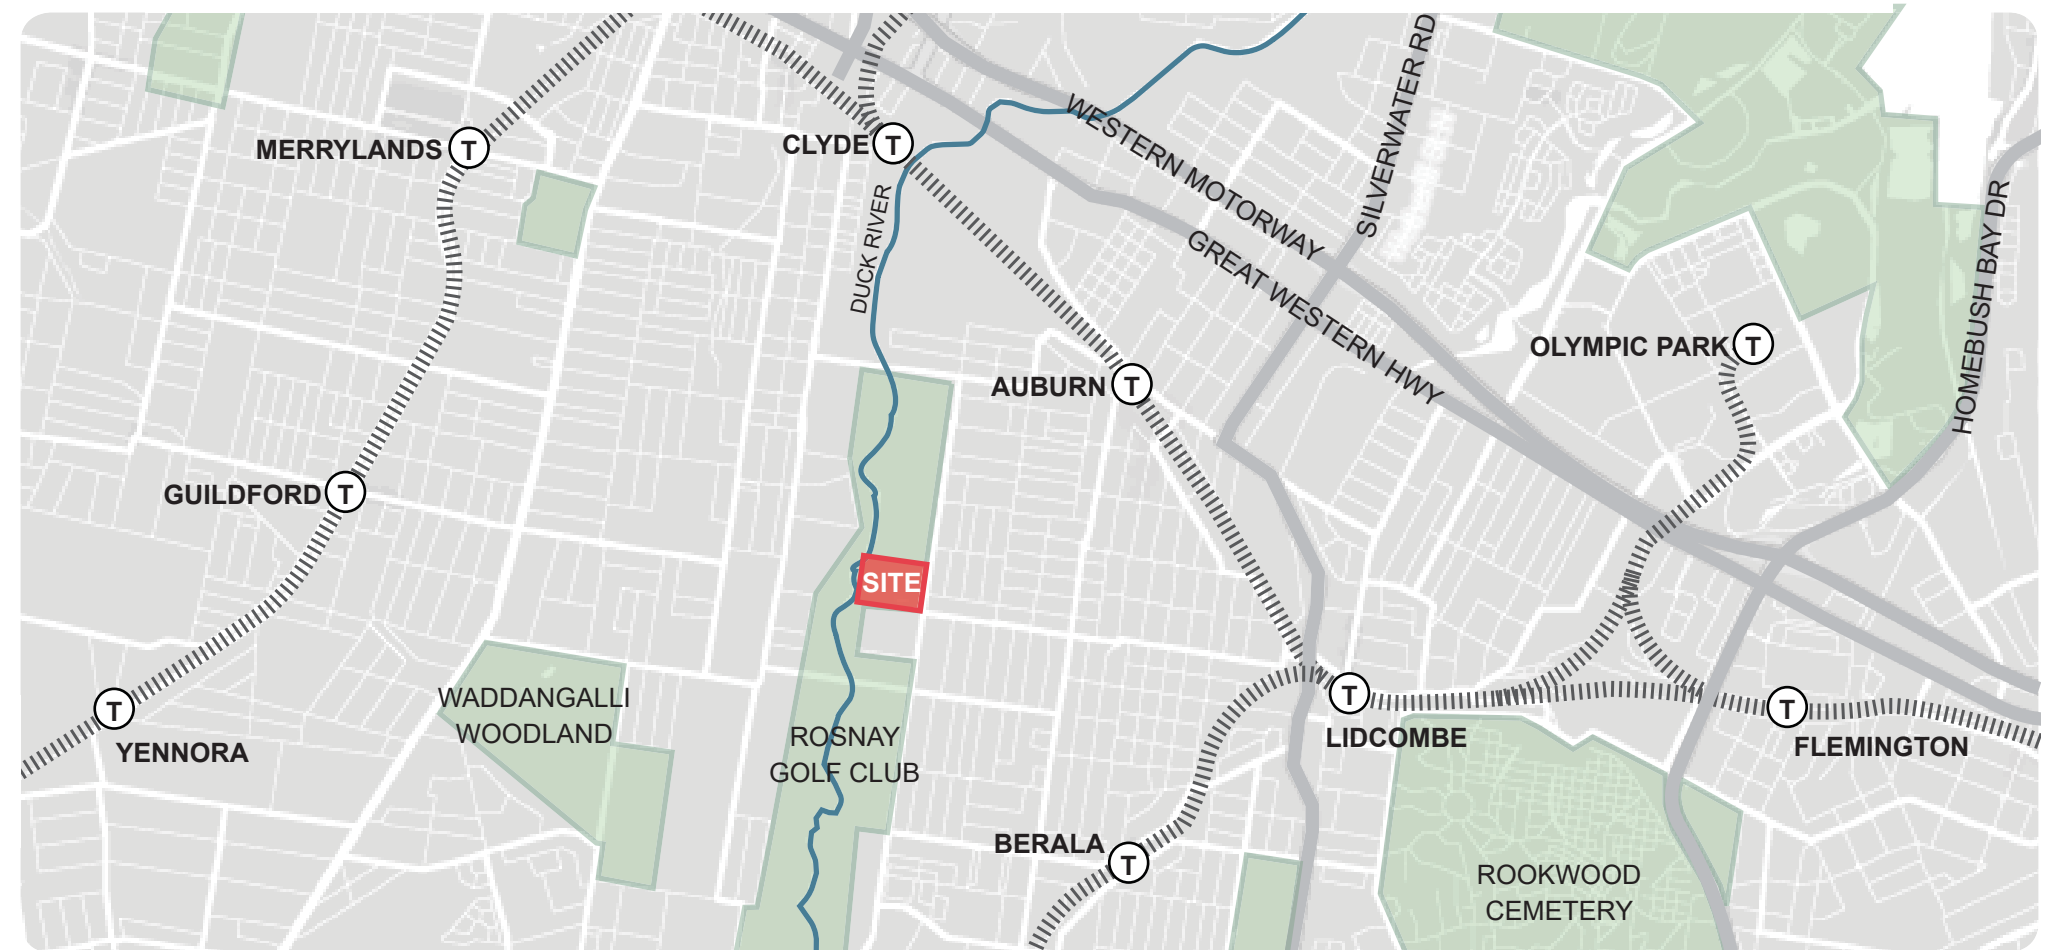 SILVERWATER RD
WESTERN MOTORWAY
MERRYLANDS
T
CLYDE
T
DUCK RIVER
GREAT WESTERN HWY
HOMEBUSH BAY DR
OLYMPIC PARK
T
AUBURN
T
GUILDFORD
T
SITE
WADDANGALLI
WOODLAND
T
YENNORA
ROSNAY
GOLF CLUB
T
LIDCOMBE
T
FLEMINGTON
BERALA
T
ROOKWOOD
CEMETERY